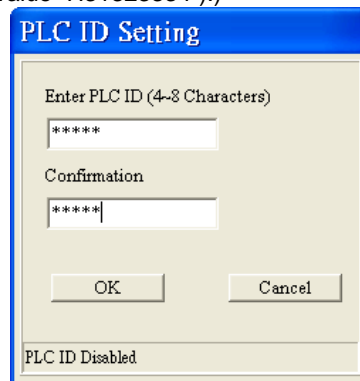 PLC ID Setting
Enter PLC ID (4~8 Characters)
*****
Confirmation
*****
OK
Cancel
PLC ID Disabled